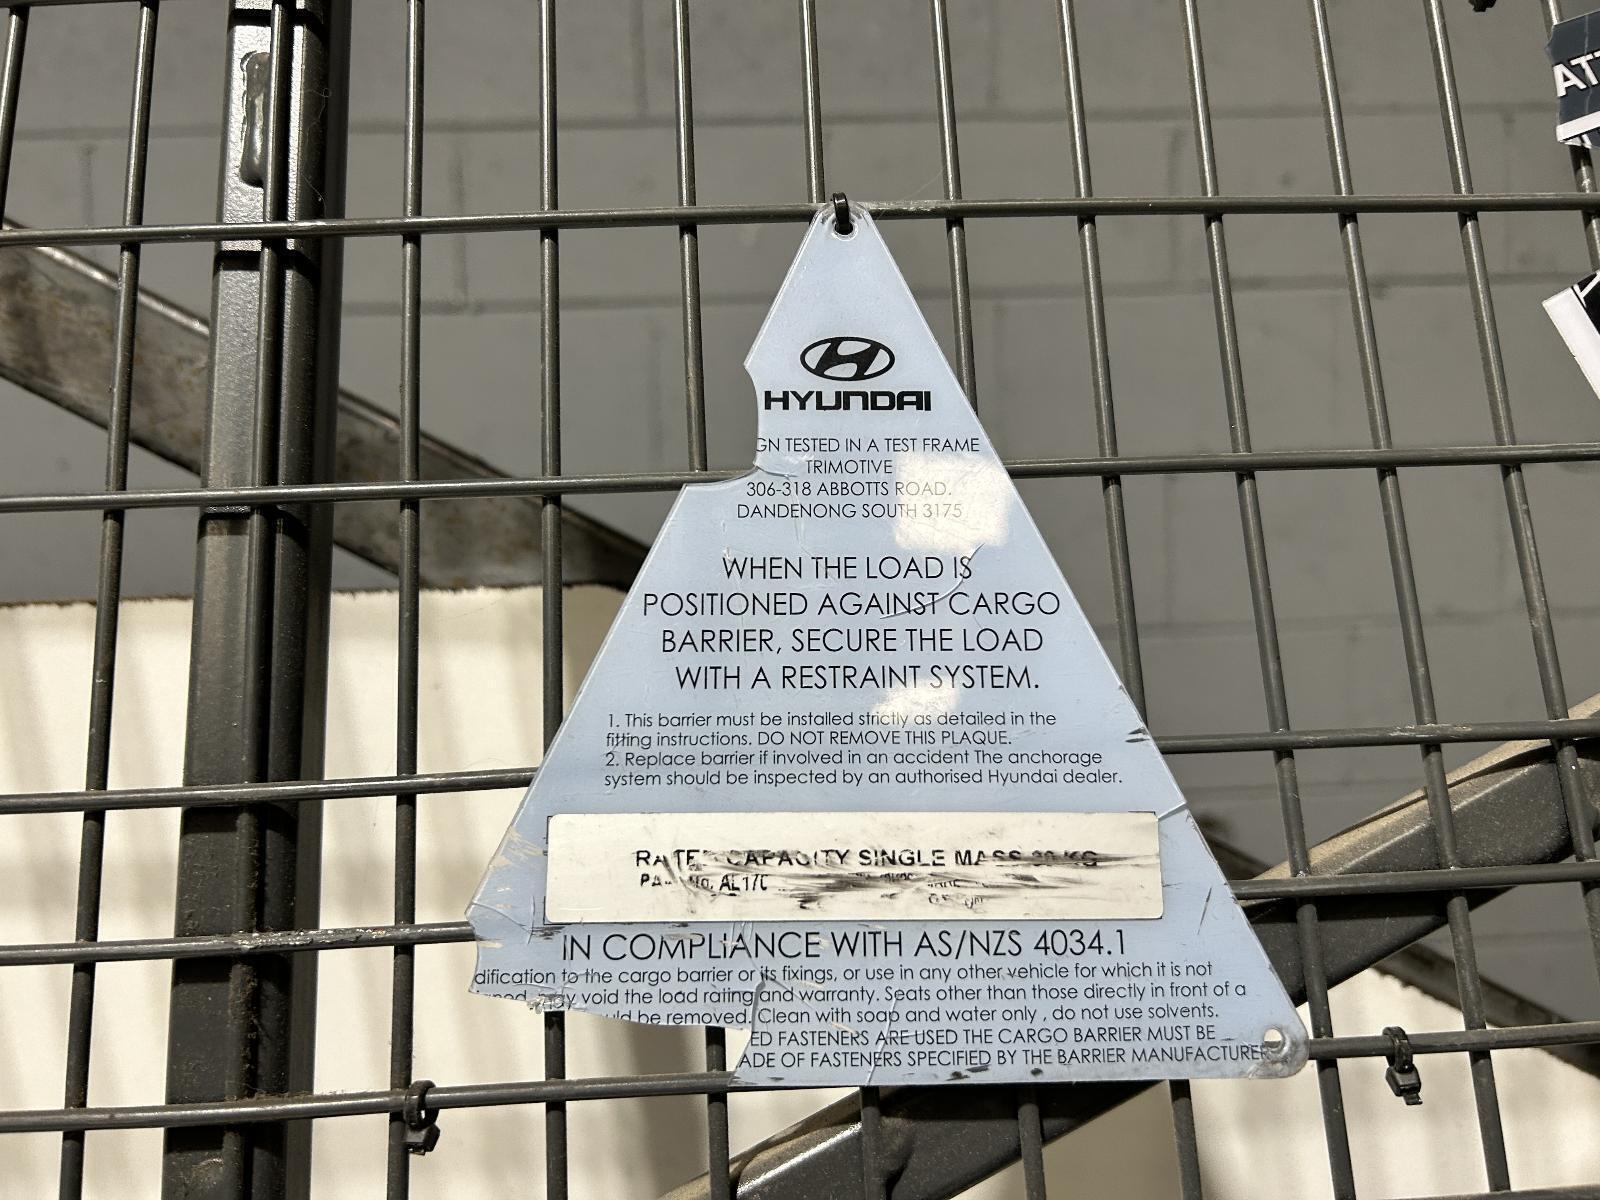 HYUNDAI
GN TESTED IN A TEST FRAME
TRIMOTIVE
306-318 ABBOTTS ROAD.
DANDENONG SOUTH 3175
WHEN THE LOAD IS
POSITIONED AGAINST CARGO
BARRIER, SECURE THE LOAD
WITH A RESTRAINT SYSTEM.
1. This barrier must be installed strictly as detailed in the
fitting instructions. DO NOT REMOVE THIS PLAQUE.
2. Replace barrier if involved in an accident The anchorage
system should be inspected by an authorised Hyundai dealer.
CAPACITY SINGLE MASS
No. AL17
IN COMPLIANCE WITH AS/NZS 4034.1
dification to the cargo barrier or its fixings, or use in any other vehicle for which it is not
void the load rating and warranty. Seats other than those directly in front of a
uld be removed. Clean with soap and water only , do not use solvents.
ED FASTENERS ARE USED THE CARGO BARRIER MUST BE
ADE OF FASTENERS SPECIFIED BY THE BARRIER MANUFACTURER
AT